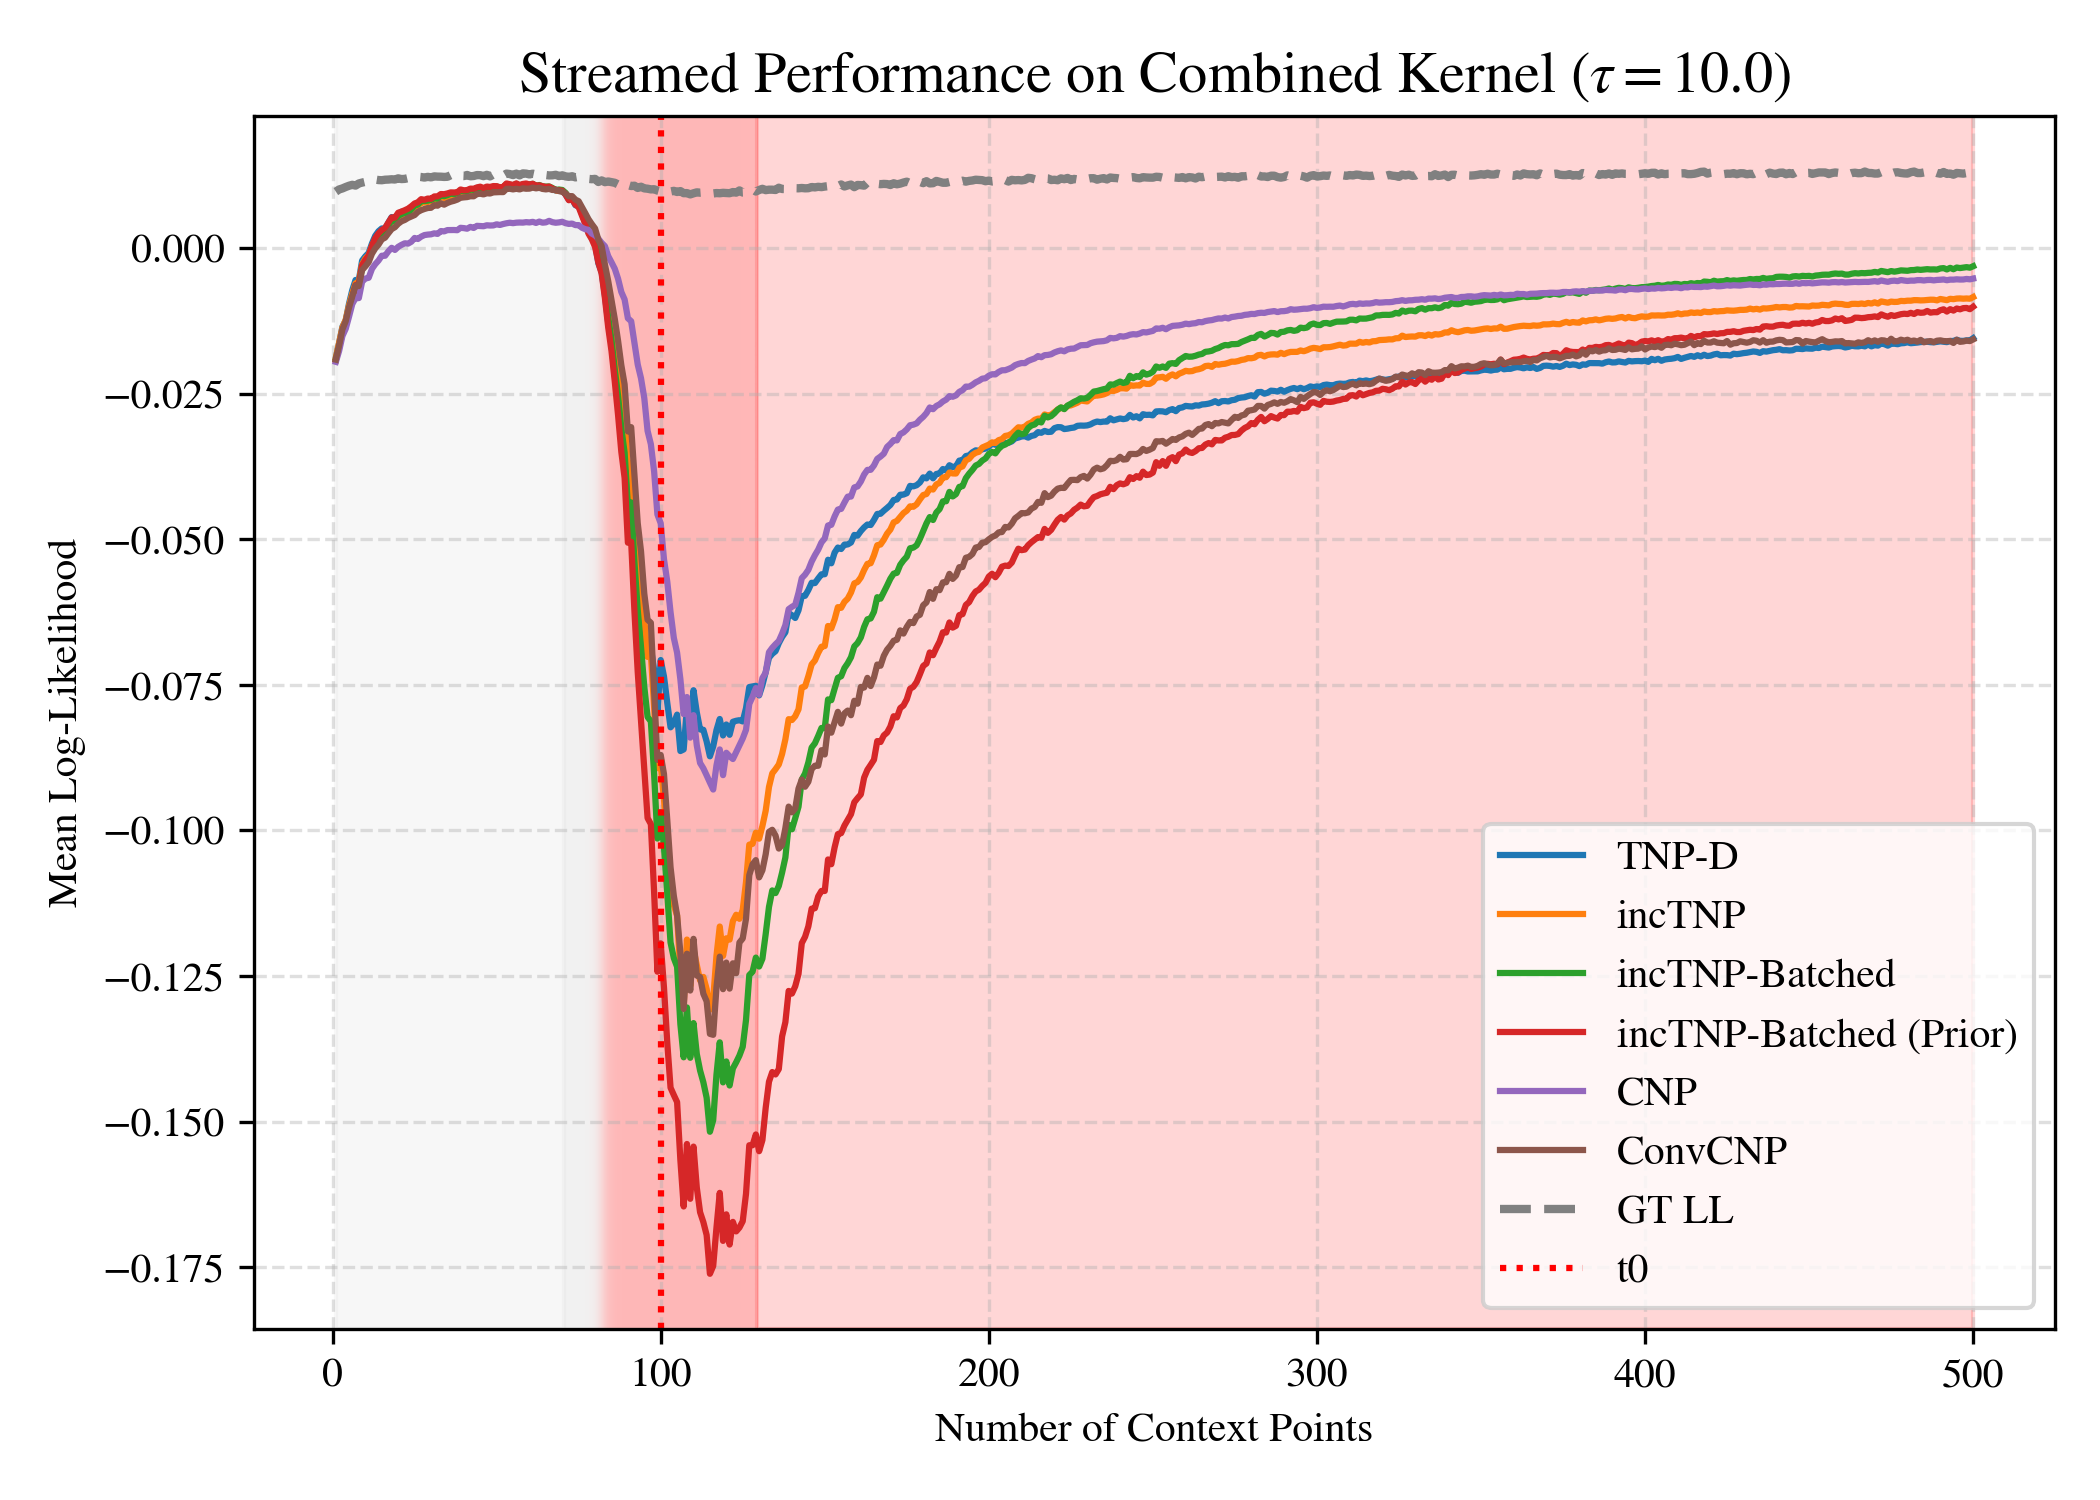 Streamed Performance on Combined Kernel (τ = 10.0)
Mean Log-Likelihood
0.000
−0.025
−0.050
−0.075
−0.100
−0.125
−0.150
−0.175
TNP-D
incTNP
incTNP-Batched
incTNP-Batched (Prior)
CNP
ConvCNP
GT LL
t0
0 100 200 300 400 500
Number of Context Points